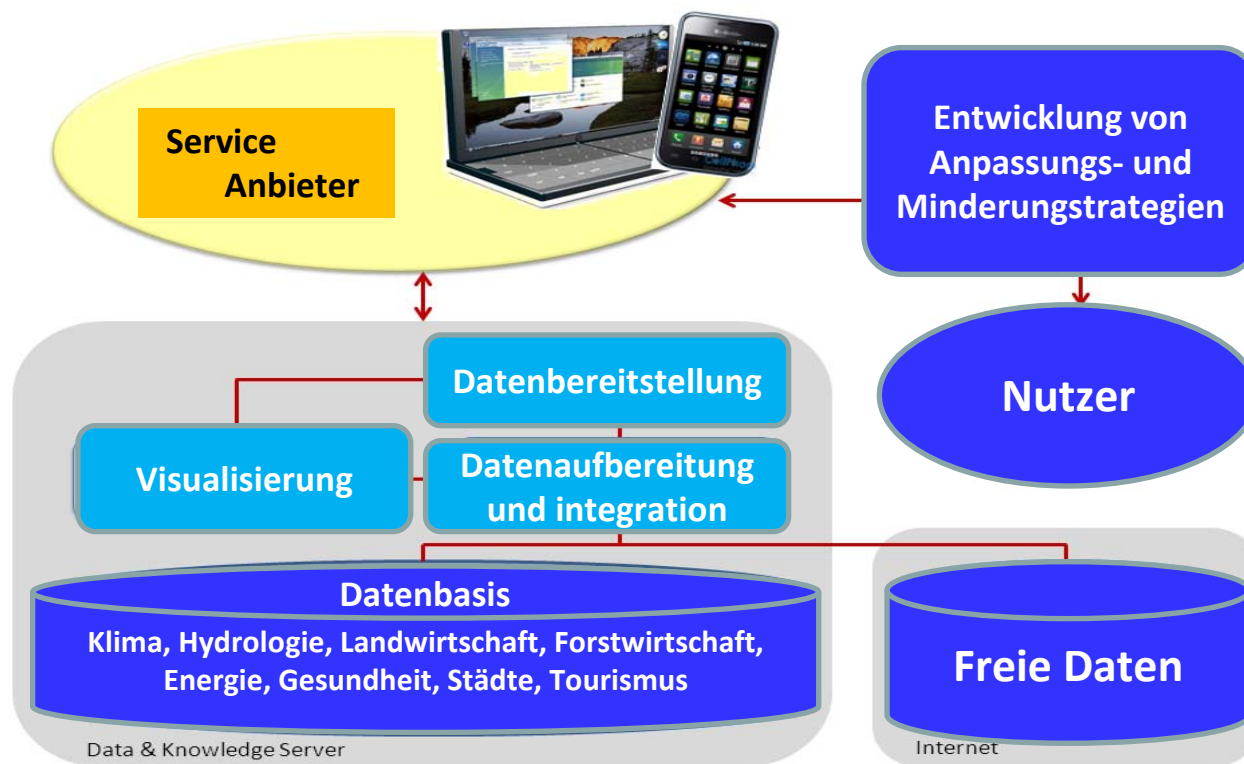 Service
Anbieter
Entwicklung von
Anpassungs- und
Minderungstrategien
Datenbereitstellung
Nutzer
Visualisierung
Datenaufbereitung
und integration
Datenbasis
Klima, Hydrologie, Landwirtschaft, Forstwirtschaft,
Energie, Gesundheit, Städte, Tourismus
Freie Daten
Data & Knowledge Server
Internet